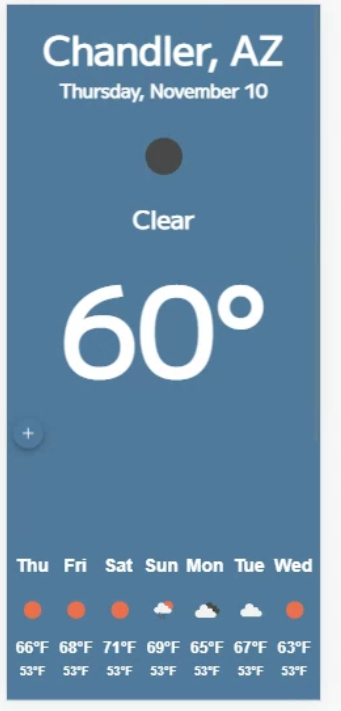 Chandler, AZ
Thursday, November 10
Clear
60°
+
Thu Fri Sat Sun Mon Tue Wed
66°F 68°F 71°F 69°F 65°F 67°F 63°F
53°F 53°F 53°F 53°F 53°F 53°F 53°F